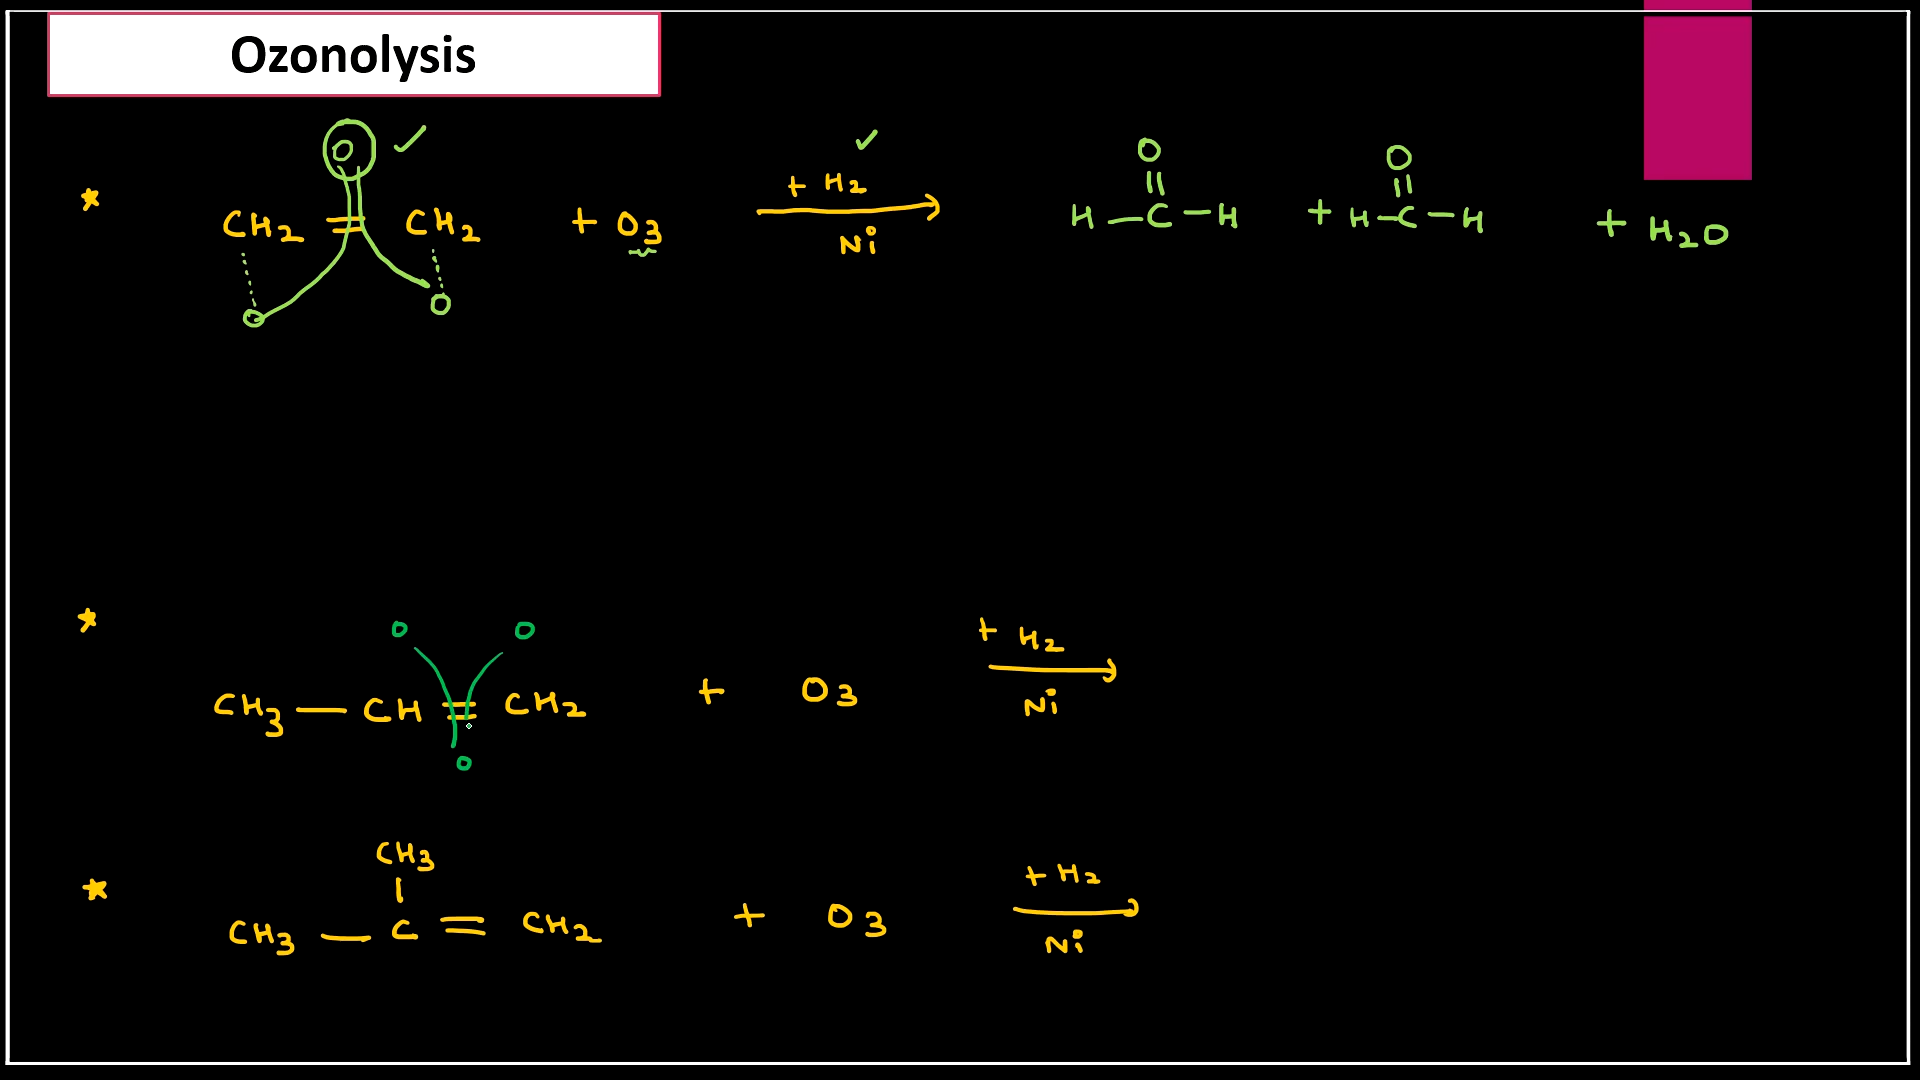 Ozonolysis
O
CH2 = CH2 + O3 + H2 Ni
O O
O O
H — C — H + H — C — H + H2O
O O
CH3 — CH = CH2 + O3 + H2 Ni
O
CH3
CH3 — C = CH2 + O3 + H2 Ni